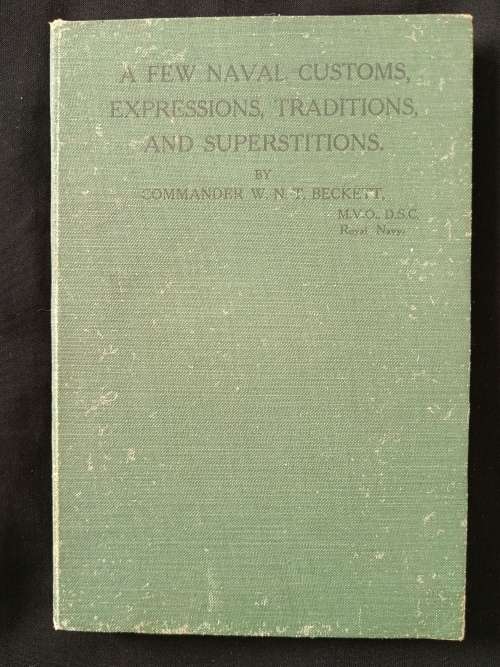 A FEW NAVAL CUSTOMS,
EXPRESSIONS, TRADITIONS,
AND SUPERSTITIONS.
BY
COMMANDER W. N. T. BECKETT,
M.V.O., D.S.C.
Royal Navy.